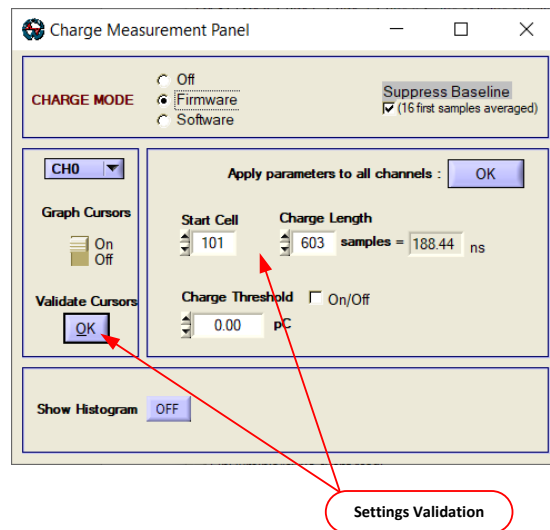 Charge Measurement Panel
CHARGE MODE
Off
Firmware
Software
Suppress Baseline
(16 first samples averaged)
CH0
Graph Cursors
On
Off
Validate Cursors
OK
Apply parameters to all channels : OK
Start Cell
101
Charge Length
603 samples = 188.44 ns
Charge Threshold On/Off
0.00 pC
Show Histogram OFF
Settings Validation